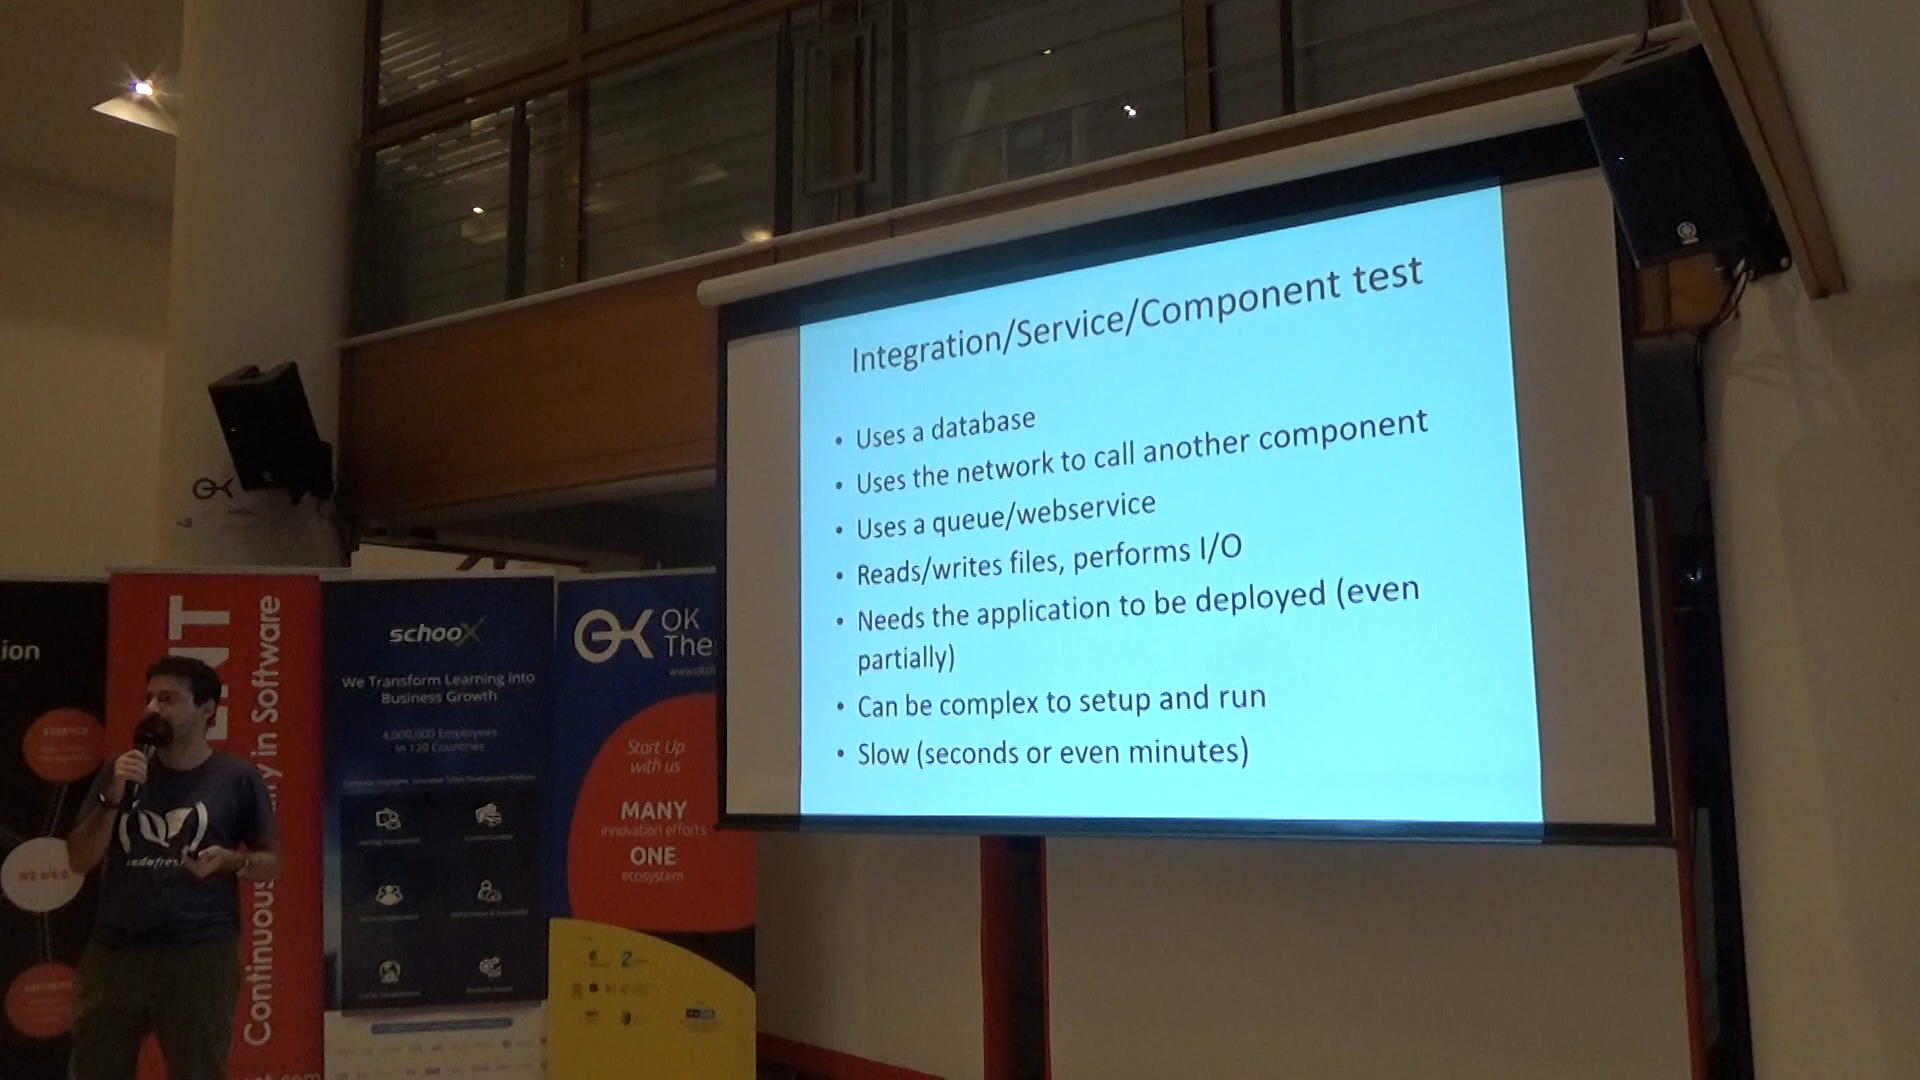 Integration/Service/Component test
• Uses a database
• Uses the network to call another component
• Uses a queue/webservice
• Reads/writes files, performs I/O
• Needs the application to be deployed (even
partially)
• Can be complex to setup and run
• Slow (seconds or even minutes)
ion
NT
in Software
Continuous
schoox
We Transform Learning into
Business Growth
4,000,000 Employees
in 120 Countries
OK
The
Start Up
with us
MANY
innovation efforts
ONE
ecosystem